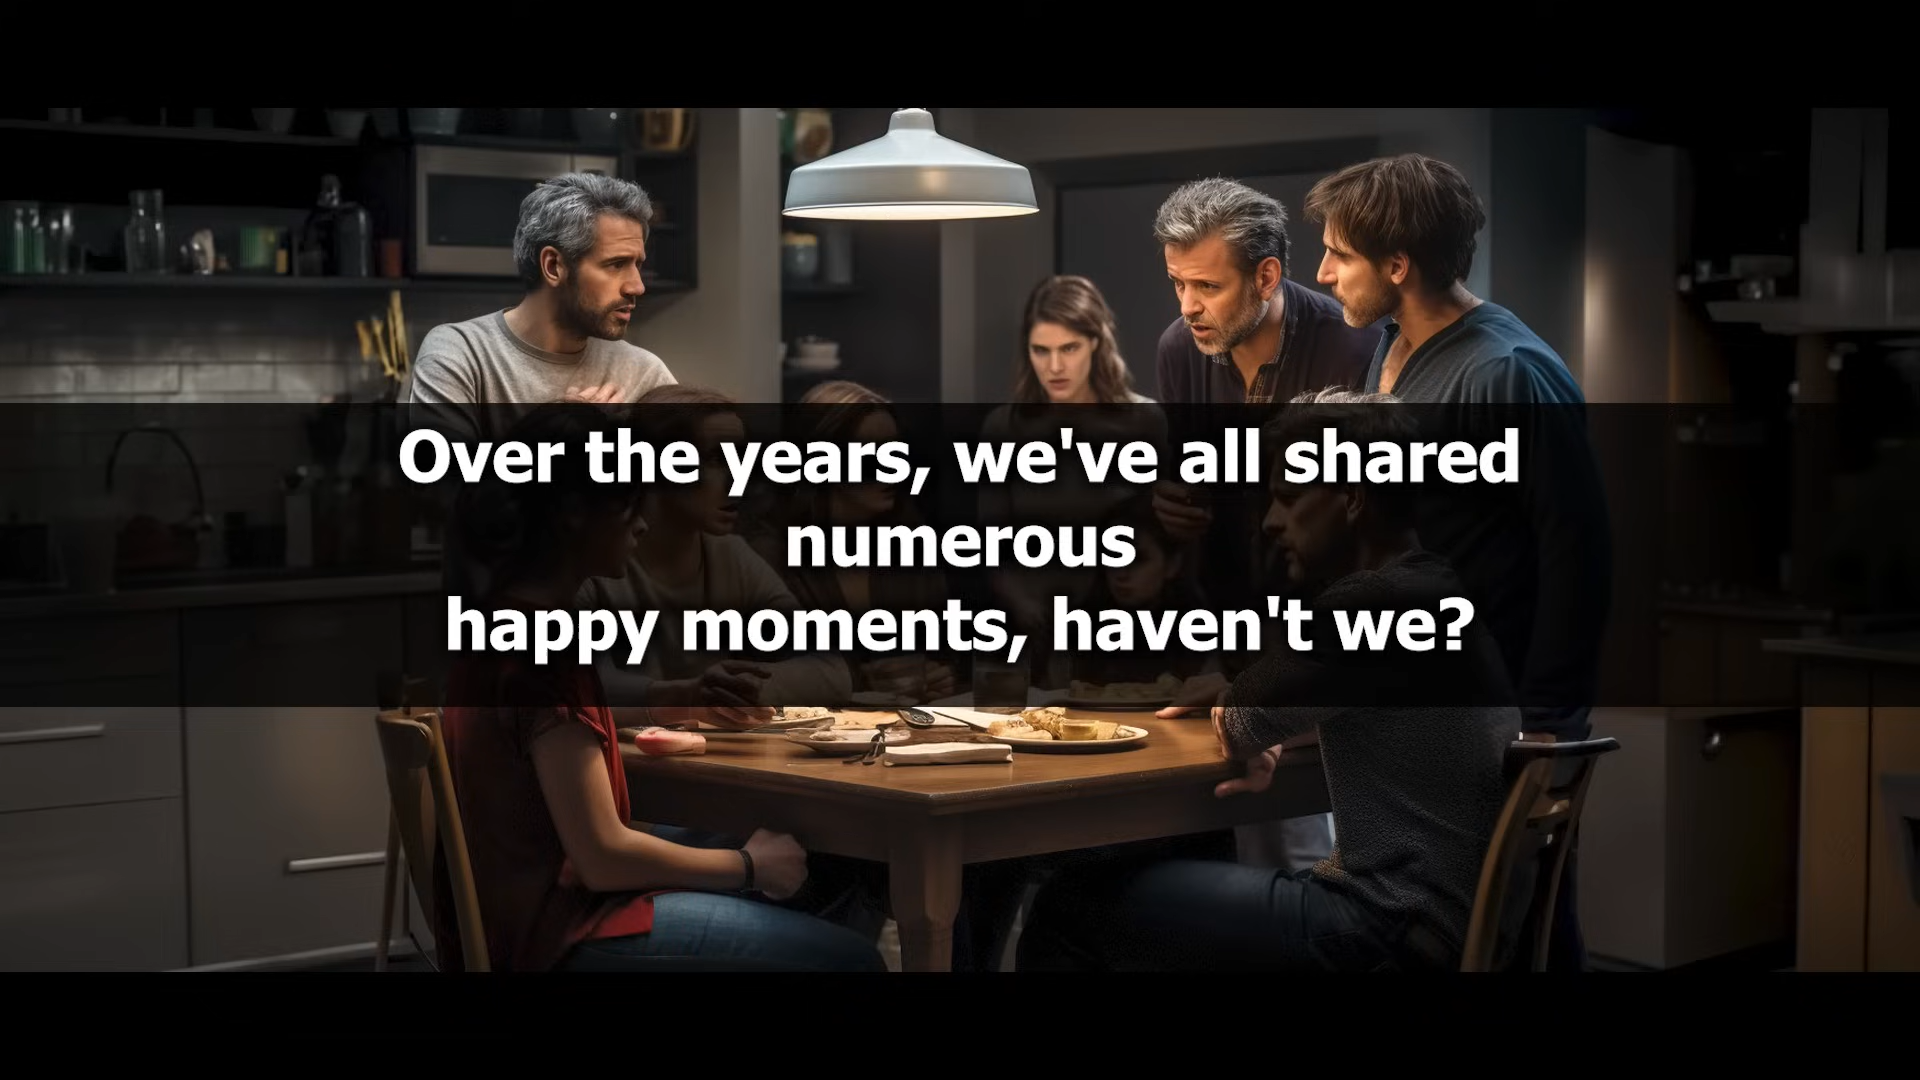 Over the years, we've all shared
numerous
happy moments, haven't we?